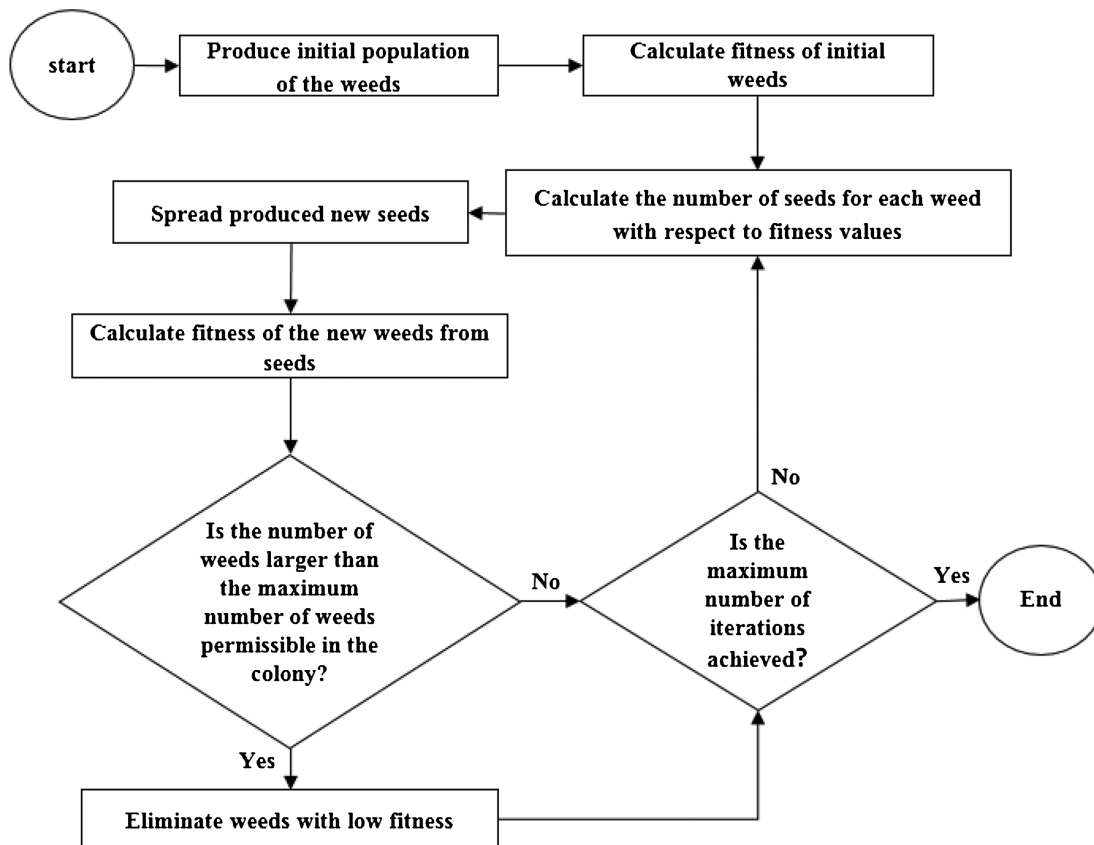 start
Produce initial population
of the weeds
Calculate fitness of initial
weeds
Calculate the number of seeds for each weed
with respect to fitness values
Spread produced new seeds
Calculate fitness of the new weeds from
seeds
Is the number of
weeds larger than
the maximum
number of weeds
permissible in the
colony?
No
Yes
Eliminate weeds with low fitness
Is the
maximum
number of
iterations
achieved?
No
Yes
End